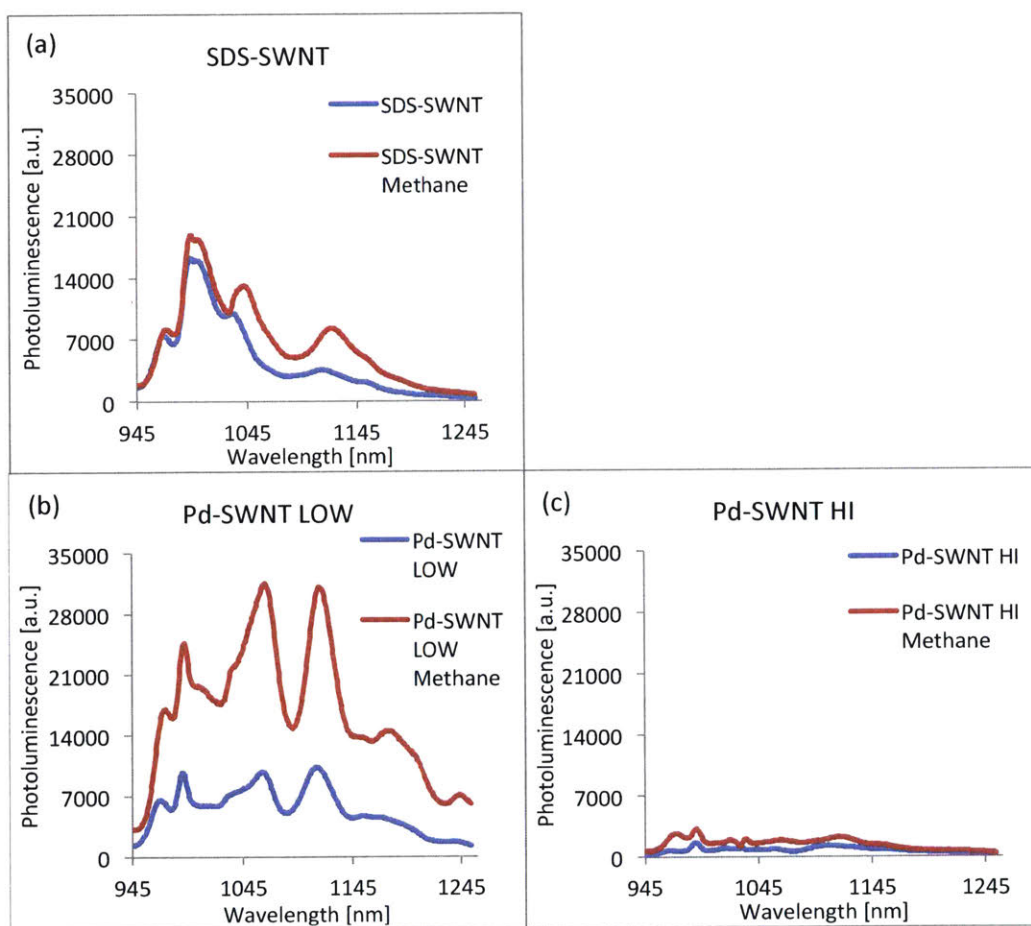 (a)
SDS-SWNT
Photoluminescence [a.u.]
35000
28000
21000
14000
7000
0
SDS-SWNT
SDS-SWNT
Methane
945 1045 1145 1245
Wavelength [nm]
(b)
Pd-SWNT LOW
Photoluminescence [a.u.]
35000
28000
21000
14000
7000
0
Pd-SWNT
LOW
Pd-SWNT
LOW
Methane
945 1045 1145 1245
Wavelength [nm]
(c)
Pd-SWNT HI
Photoluminescence [a.u.]
35000
28000
21000
14000
7000
0
Pd-SWNT HI
Pd-SWNT HI
Methane
945 1045 1145 1245
Wavelength [nm]